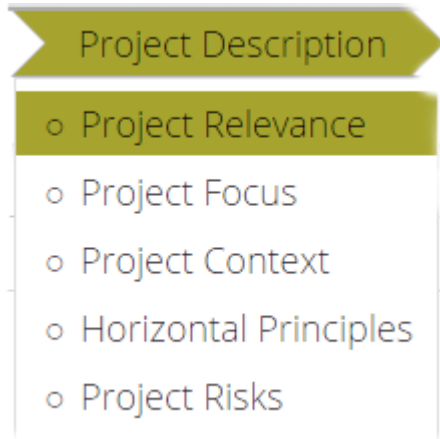 Project Description
Project Relevance
Project Focus
Project Context
Horizontal Principles
Project Risks